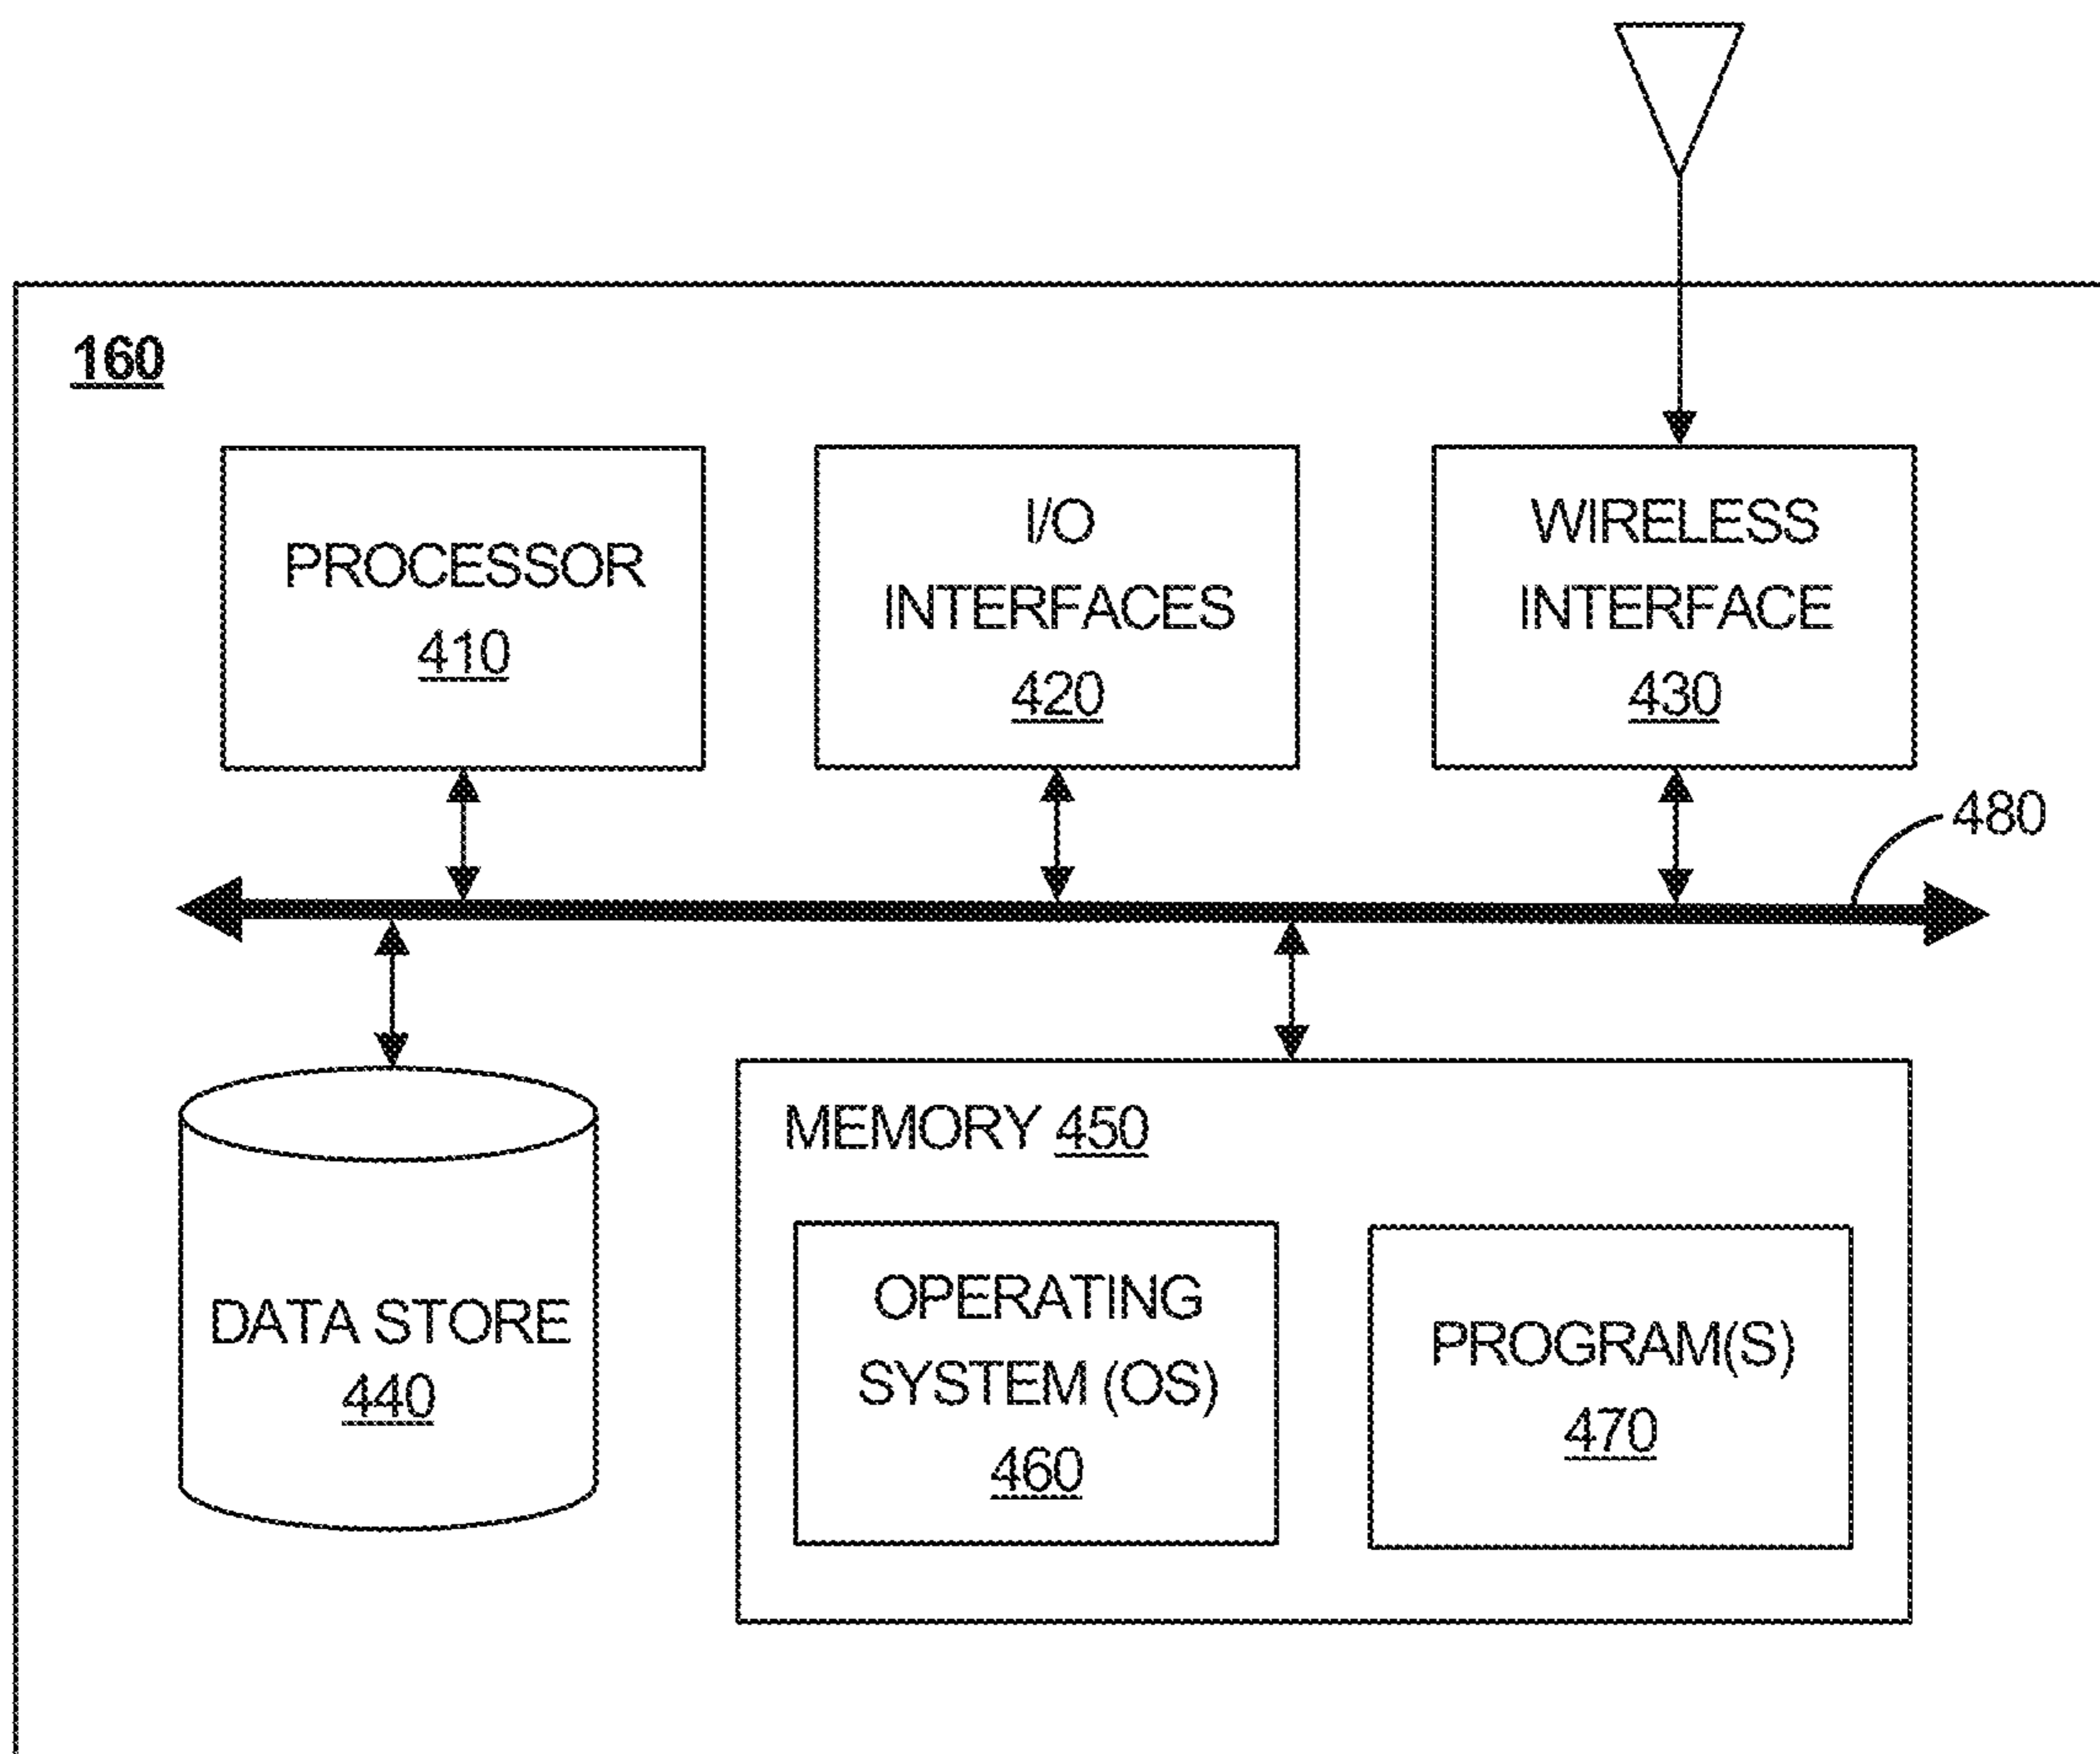 160
PROCESSOR
410
I/O
INTERFACES
420
WIRELESS
INTERFACE
430
480
DATA STORE
440
MEMORY 450
OPERATING
SYSTEM (OS)
460
PROGRAM(S)
470